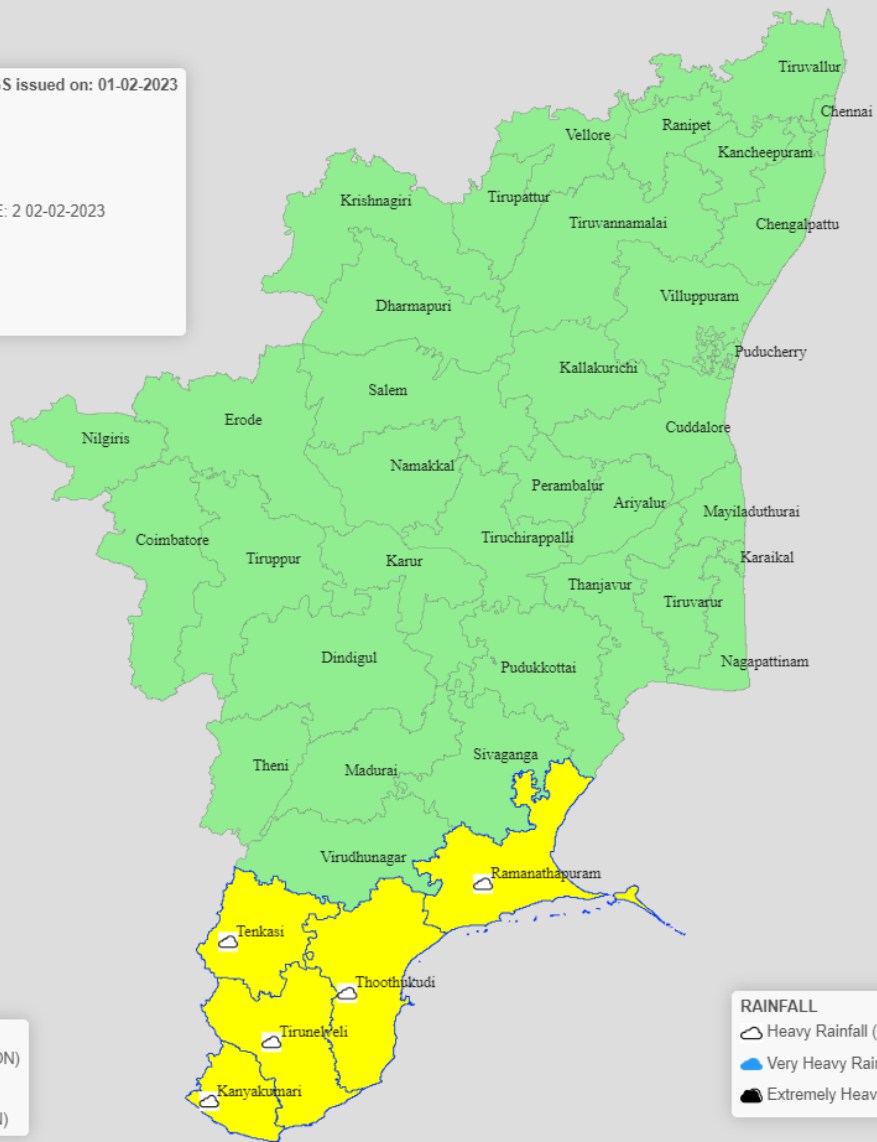 S issued on: 01-02-2023
E: 2 02-02-2023
Tiruvallur
Chennai
Ranipet
Vellore
Kancheepuram
Krishnagiri
Tirupattur
Tiruvannamalai
Chengalpattu
Villuppuram
Dharmapuri
Puducherry
Kallakurichi
Salem
Erode
Cuddalore
Nilgiris
Namakkal
Perambalur
Ariyalur
Mayiladuthurai
Coimbatore
Tiruchirappalli
Tiruppur
Karur
Karaikal
Thanjavur
Tiruvarur
Dindigul
Pudukkottai
Nagapattinam
Sivaganga
Theni
Madurai
Virudhunagar
Ramanathapuram
Tenkasi
Thoothukudi
Tirunelveli
Kanyakumari
RAINFALL
Heavy Rainfall (
Very Heavy Rai
Extremely Heav
ON)
N)